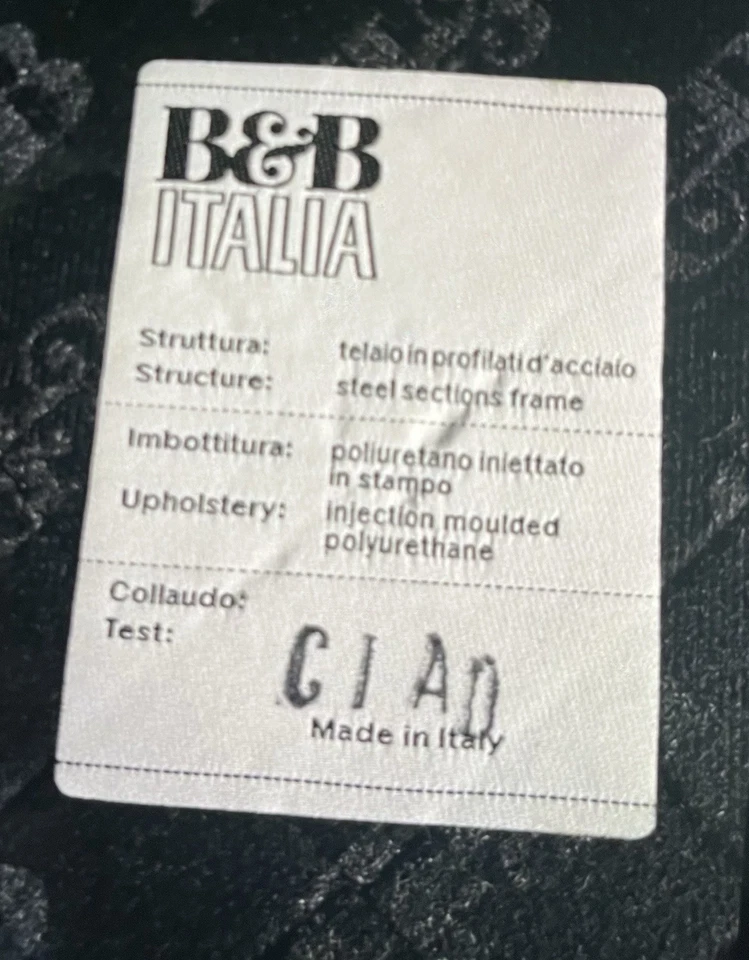 B&B
ITALIA
Struttura: telaio in profilati d'acciaio
Structure: steel sections frame
Imbottitura: poliuretano iniettato
in stampo
Upholstery: injection moulded
polyurethane
Collaudo:
Test:
C I A D
Made in Italy